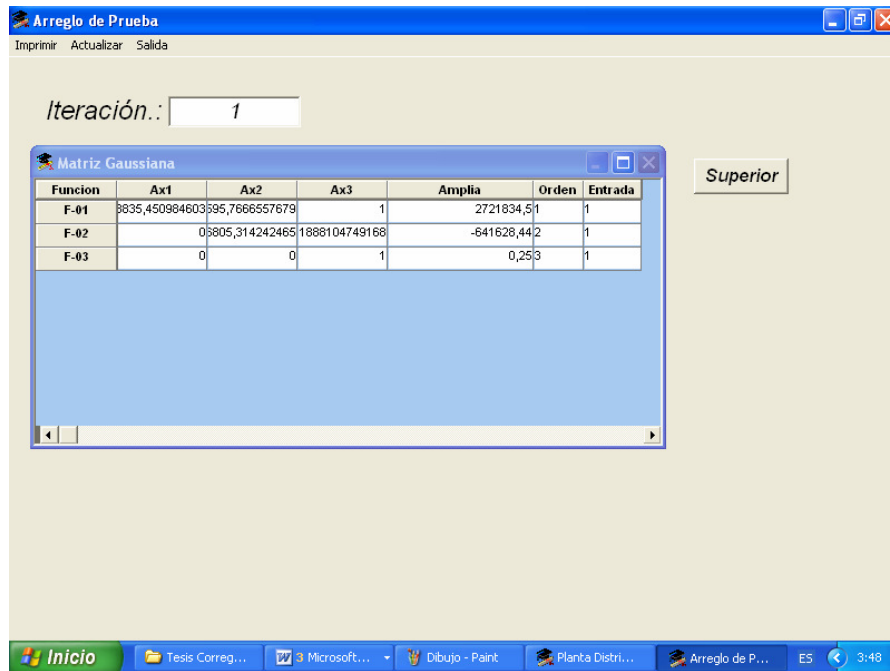 Arreglo de Prueba
Imprimir Actualizar Salida
Iteración.: 1
Matriz Gaussiana
Superior
Funcion Ax1 Ax2 Ax3 Amplia Orden Entrada
F-01 3835,450984603 595,7666557679 1 2721834,5 1 1
F-02 0 6805,314242465 1888104749168 -641628,44 2 1
F-03 0 0 1 0,25 3 1
Inicio Tesis Correg... 3 Microsoft... Dibujo - Paint Planta Distri... Arreglo de P... ES 3:48